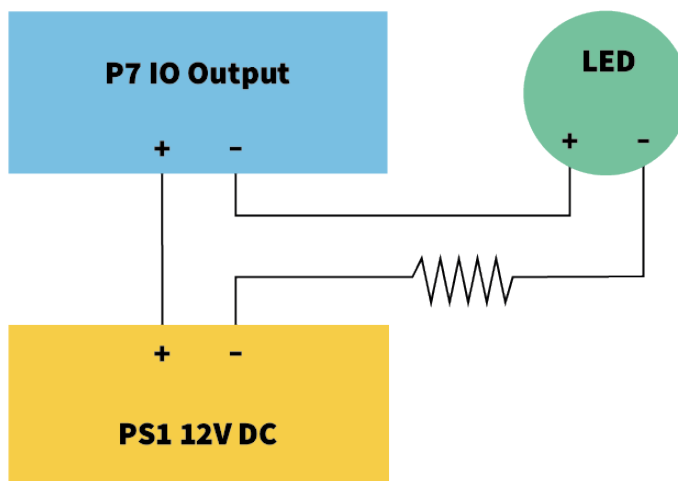 P7 IO Output
LED
+ −
+ −
+ −
PS1 12V DC